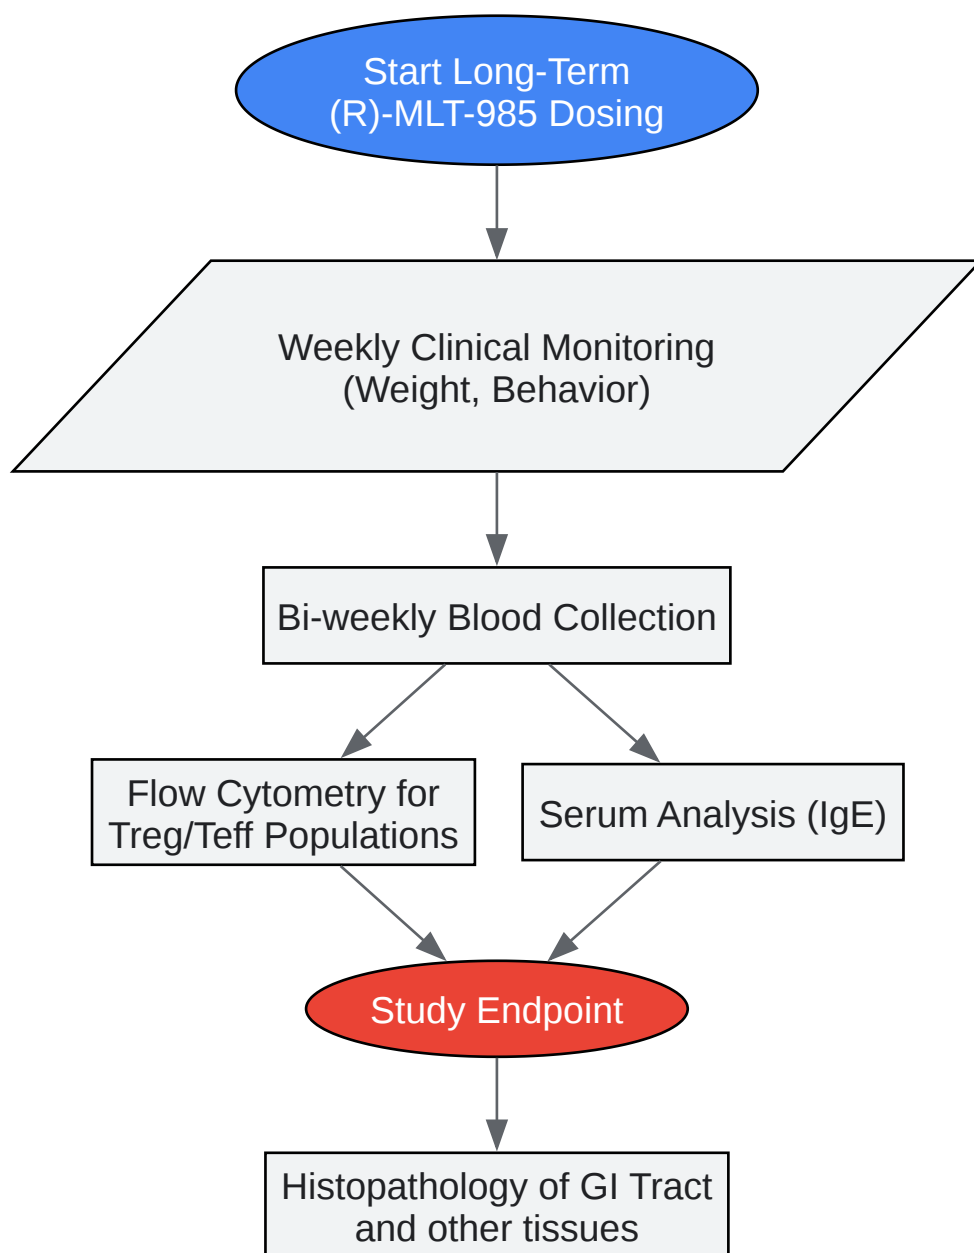 Start Long-Term
(R)-MLT-985 Dosing
Weekly Clinical Monitoring
(Weight, Behavior)
Bi-weekly Blood Collection
Flow Cytometry for
Treg/Teff Populations
Serum Analysis (IgE)
Study Endpoint
Histopathology of GI Tract
and other tissues